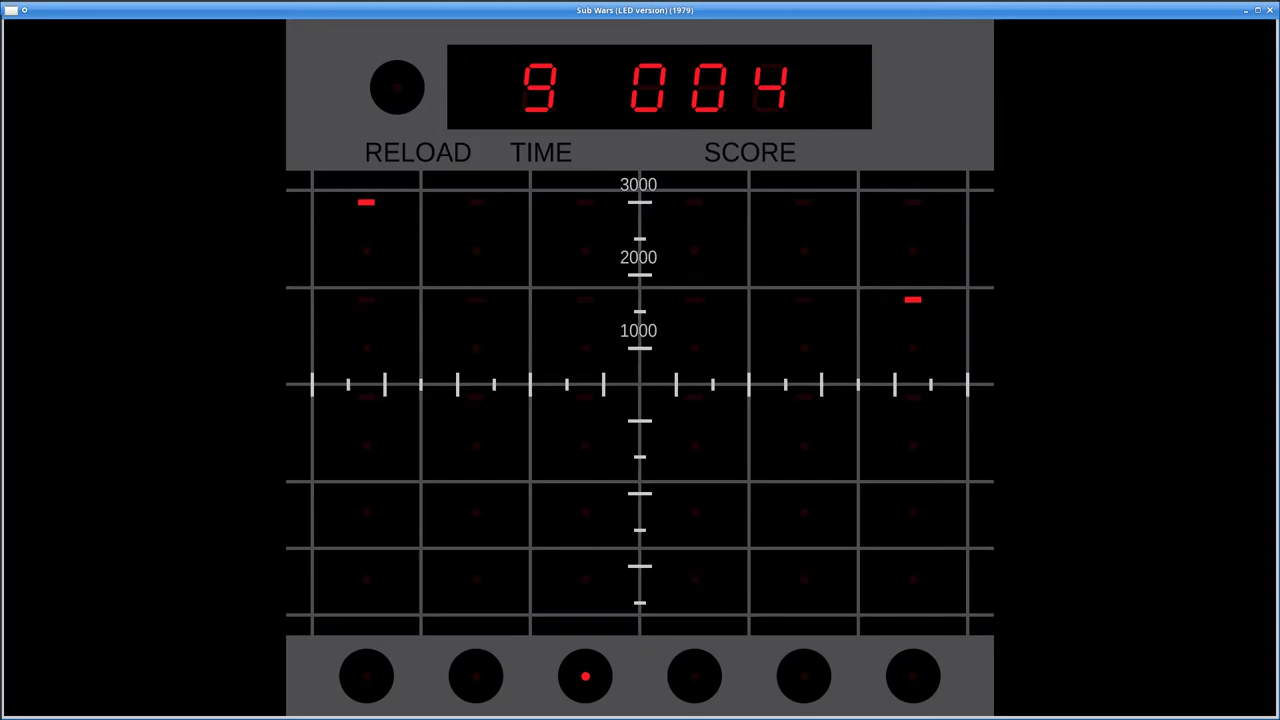 Sub Wars (LED version) (1979)
9 004
RELOAD TIME SCORE
3000
2000
1000